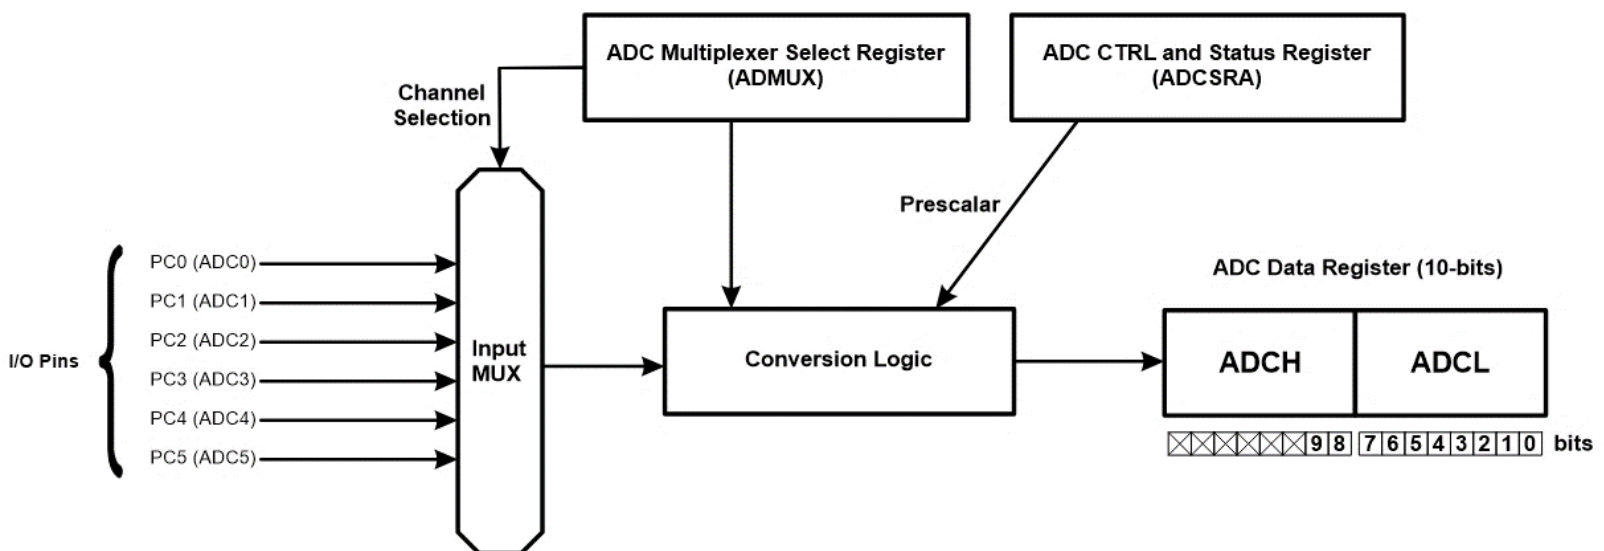 ADC Multiplexer Select Register
(ADMUX)
ADC CTRL and Status Register
(ADCSRA)
Channel
Selection
Prescalar
ADC Data Register (10-bits)
I/O Pins
PC0 (ADC0)
PC1 (ADC1)
PC2 (ADC2)
PC3 (ADC3)
PC4 (ADC4)
PC5 (ADC5)
Input
MUX
Conversion Logic
ADCH
ADCL
9 8 7 6 5 4 3 2 1 0 bits